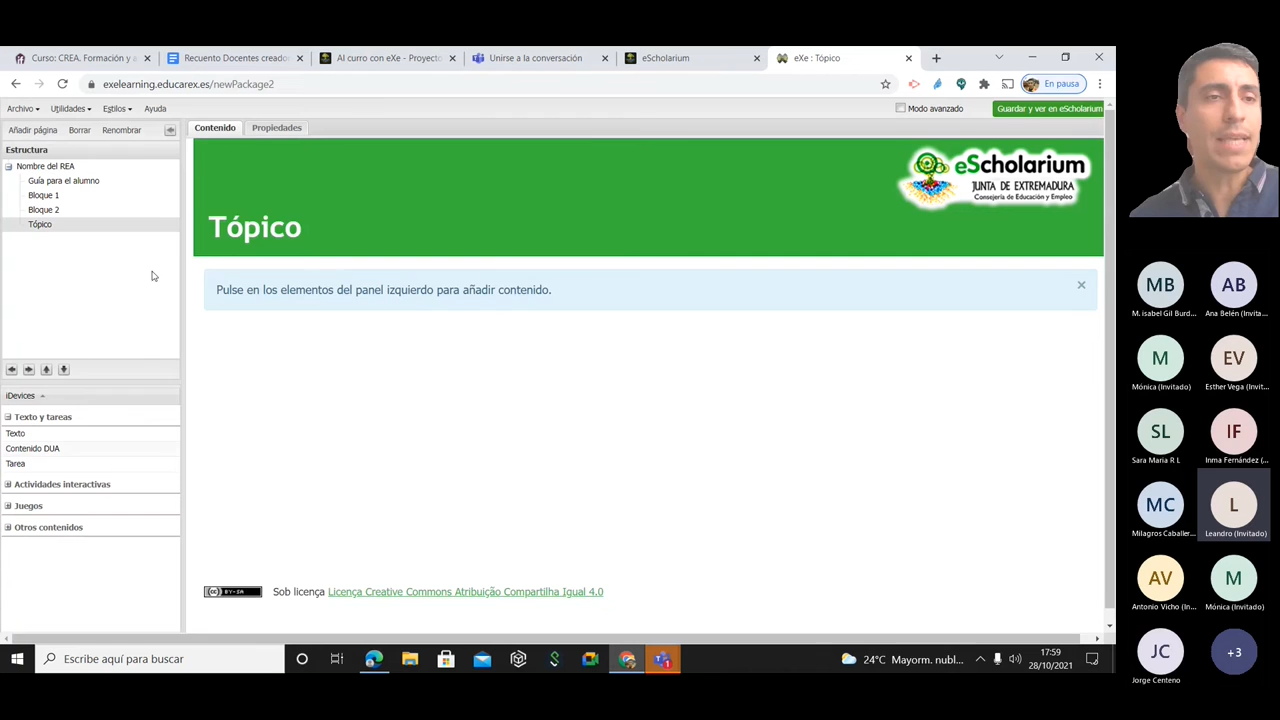 Curso: CREA. Formación y a
Recuento Docentes creado
Al curro con eXe - Proyecto
Unirse a la conversación
eScholarium
eXe : Tópico
exelearning.educarex.es/newPackage2
En pausa
Archivo
Utilidades
Estilos
Ayuda
Modo avanzado
Guardar y ver en eScholarium
Añadir página
Borrar
Renombrar
Contenido
Propiedades
Estructura
Nombre del REA
Guía para el alumno
Bloque 1
Bloque 2
Tópico
eScholarium
JUNTA DE EXTREMADURA
Consejería de Educación y Empleo
Tópico
Pulse en los elementos del panel izquierdo para añadir contenido.
iDevices
Texto y tareas
Texto
Contenido DUA
Tarea
Actividades interactivas
Juegos
Otros contenidos
BY-SA
Sob licença Licença Creative Commons Atribuição Compartilha Igual 4.0
Escribe aquí para buscar
24°C Mayorm. nubl...
17:59
28/10/2021
MB
M. isabel Gil Burd...
AB
Ana Belén (Invita...
M
Mónica (Invitado)
EV
Esther Vega (Invit...
SL
Sara Maria R L
IF
Inma Fernández (...
MC
Milagros Caballer...
L
Leandro (Invitado)
AV
Antonio Vicho (In...
M
Mónica (Invitado)
JC
Jorge Centeno
+3